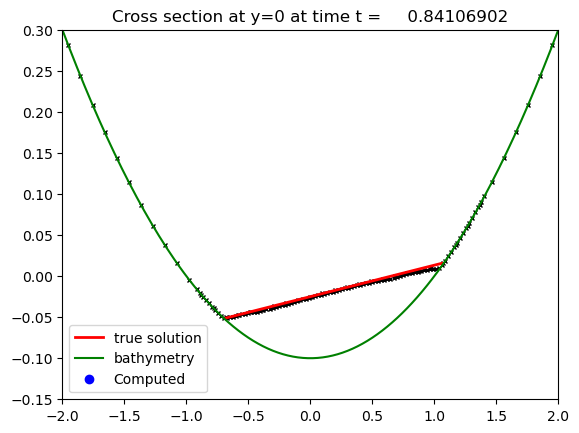 Cross section at y=0 at time t =     0.84106902
0.30
0.25
0.20
0.15
0.10
0.05
0.00
−0.05
−0.10
−0.15
true solution
bathymetry
Computed
−2.0 −1.5 −1.0 −0.5 0.0 0.5 1.0 1.5 2.0